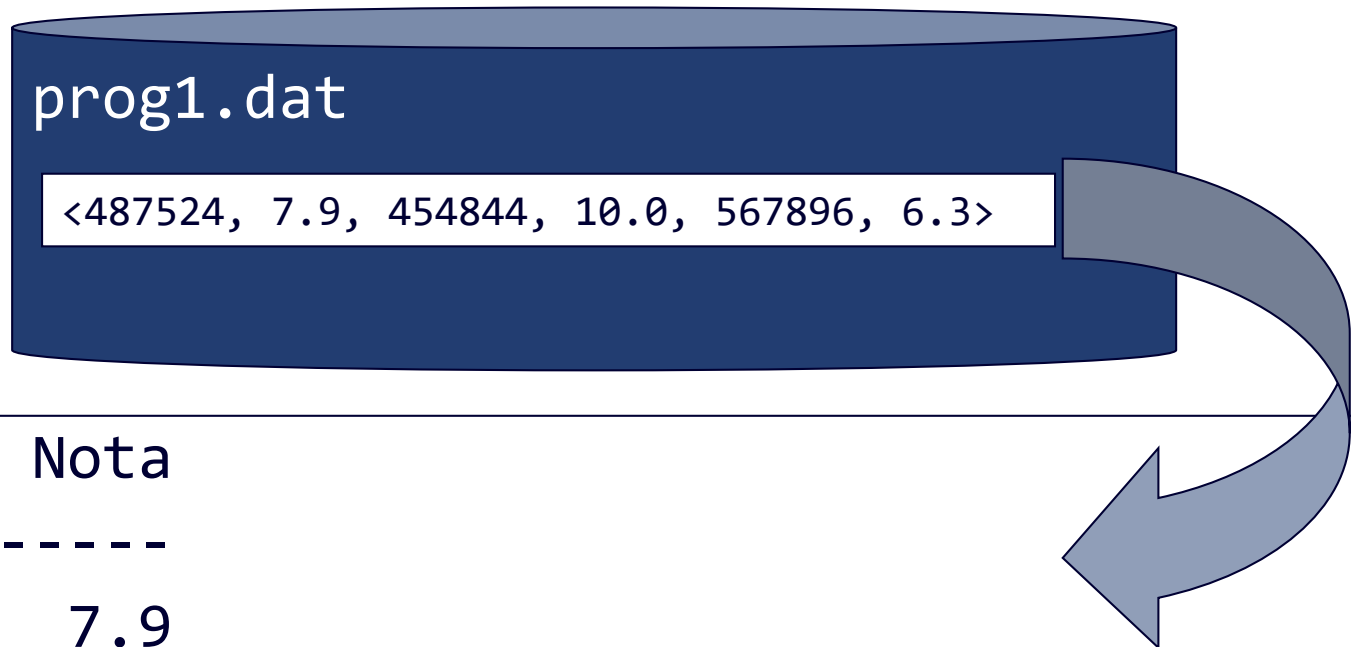 prog1.dat
<487524, 7.9, 454844, 10.0, 567896, 6.3>
Nota
-----
7.9